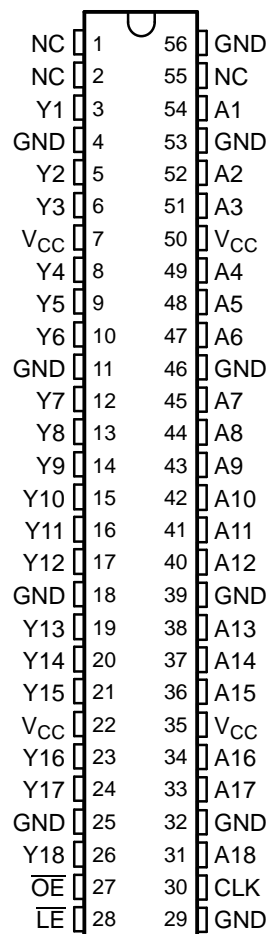 NC 1 56 GND
NC 2 55 NC
Y1 3 54 A1
GND 4 53 GND
Y2 5 52 A2
Y3 6 51 A3
VCC 7 50 VCC
Y4 8 49 A4
Y5 9 48 A5
Y6 10 47 A6
GND 11 46 GND
Y7 12 45 A7
Y8 13 44 A8
Y9 14 43 A9
Y10 15 42 A10
Y11 16 41 A11
Y12 17 40 A12
GND 18 39 GND
Y13 19 38 A13
Y14 20 37 A14
Y15 21 36 A15
VCC 22 35 VCC
Y16 23 34 A16
Y17 24 33 A17
GND 25 32 GND
Y18 26 31 A18
O̅E̅ 27 30 CLK
L̅E̅ 28 29 GND